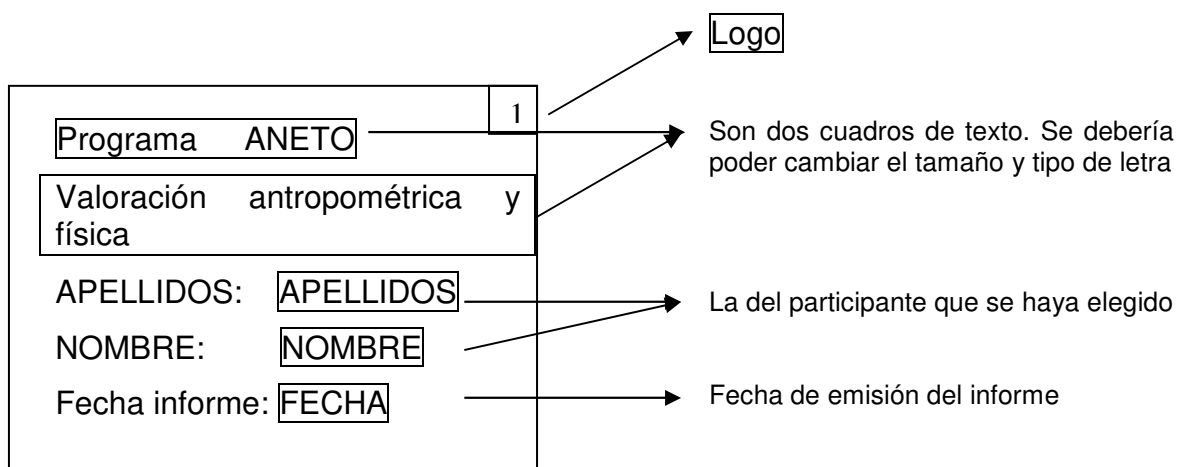 Logo
1
Programa ANETO
Son dos cuadros de texto. Se debería
poder cambiar el tamaño y tipo de letra
Valoración antropométrica y
física
APELLIDOS: APELLIDOS
La del participante que se haya elegido
NOMBRE: NOMBRE
Fecha informe: FECHA
Fecha de emisión del informe